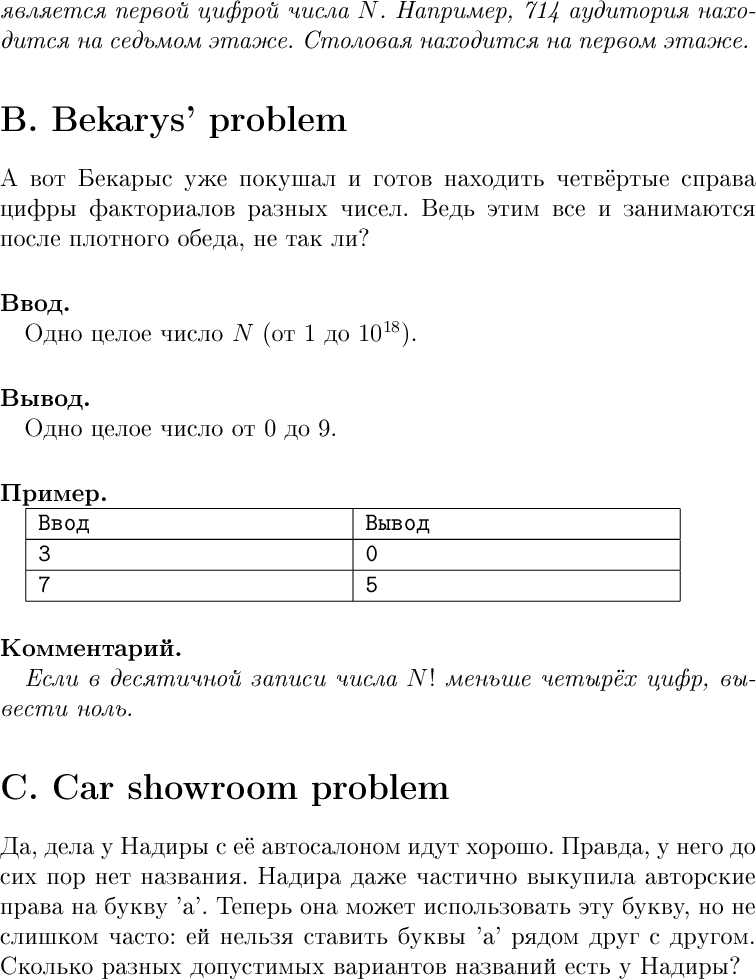 является первой цифрой числа N. Например, 714 аудитория нахо-
дится на седьмом этаже. Столовая находится на первом этаже.
B. Bekarys' problem
А вот Бекарыс уже покушал и готов находить четвёртые справа
цифры факториалов разных чисел. Ведь этим все и занимаются
после плотного обеда, не так ли?
Ввод.
Одно целое число N (от 1 до 10^18).
Вывод.
Одно целое число от 0 до 9.
Пример.
Ввод Вывод
3 0
7 5
Комментарий.
Если в десятичной записи числа N! меньше четырёх цифр, вы-
вести ноль.
C. Car showroom problem
Да, дела у Надиры с её автосалоном идут хорошо. Правда, у него до
сих пор нет названия. Надира даже частично выкупила авторские
права на букву 'а'. Теперь она может использовать эту букву, но не
слишком часто: ей нельзя ставить буквы 'а' рядом друг с другом.
Сколько разных допустимых вариантов названий есть у Надиры?